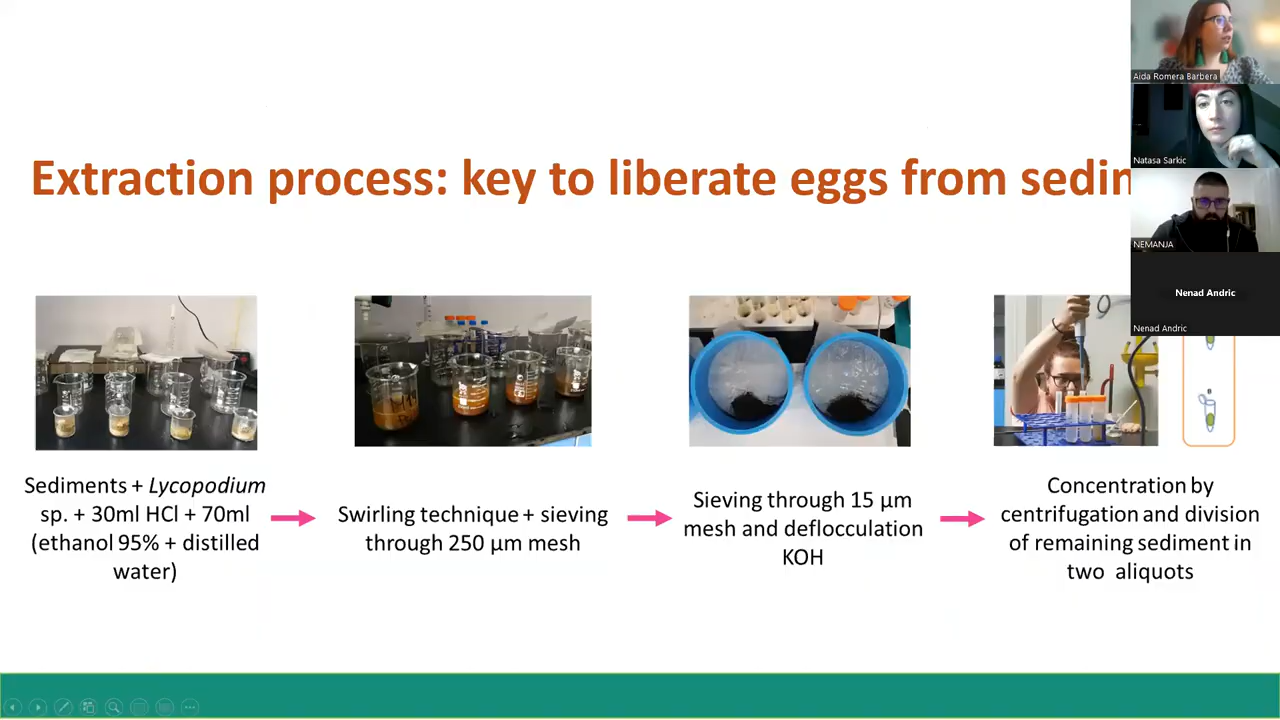 Aida Romera Barbera
Natasa Sarkic
NEMANJA
Nenad Andric
Nenad Andric
Extraction process: key to liberate eggs from
Sediments + Lycopodium
sp. + 30ml HCl + 70ml
(ethanol 95% + distilled
water)
Swirling technique + sieving
through 250 µm mesh
Sieving through 15 µm
mesh and deflocculation
KOH
Concentration by
centrifugation and division
of remaining sediment in
two aliquots